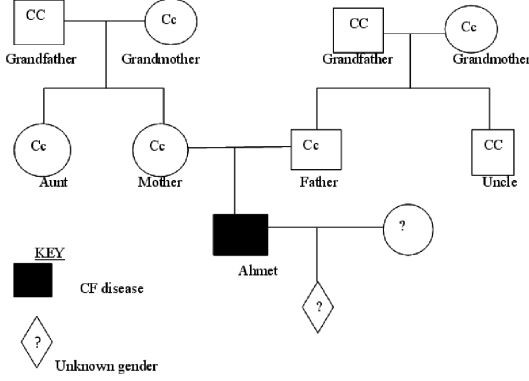 CC Cc CC Cc
Grandfather Grandmother Grandfather Grandmother
Cc Cc Cc CC
Aunt Mother Father Uncle
?
Ahmet
KEY
CF disease
?
?
Unknown gender